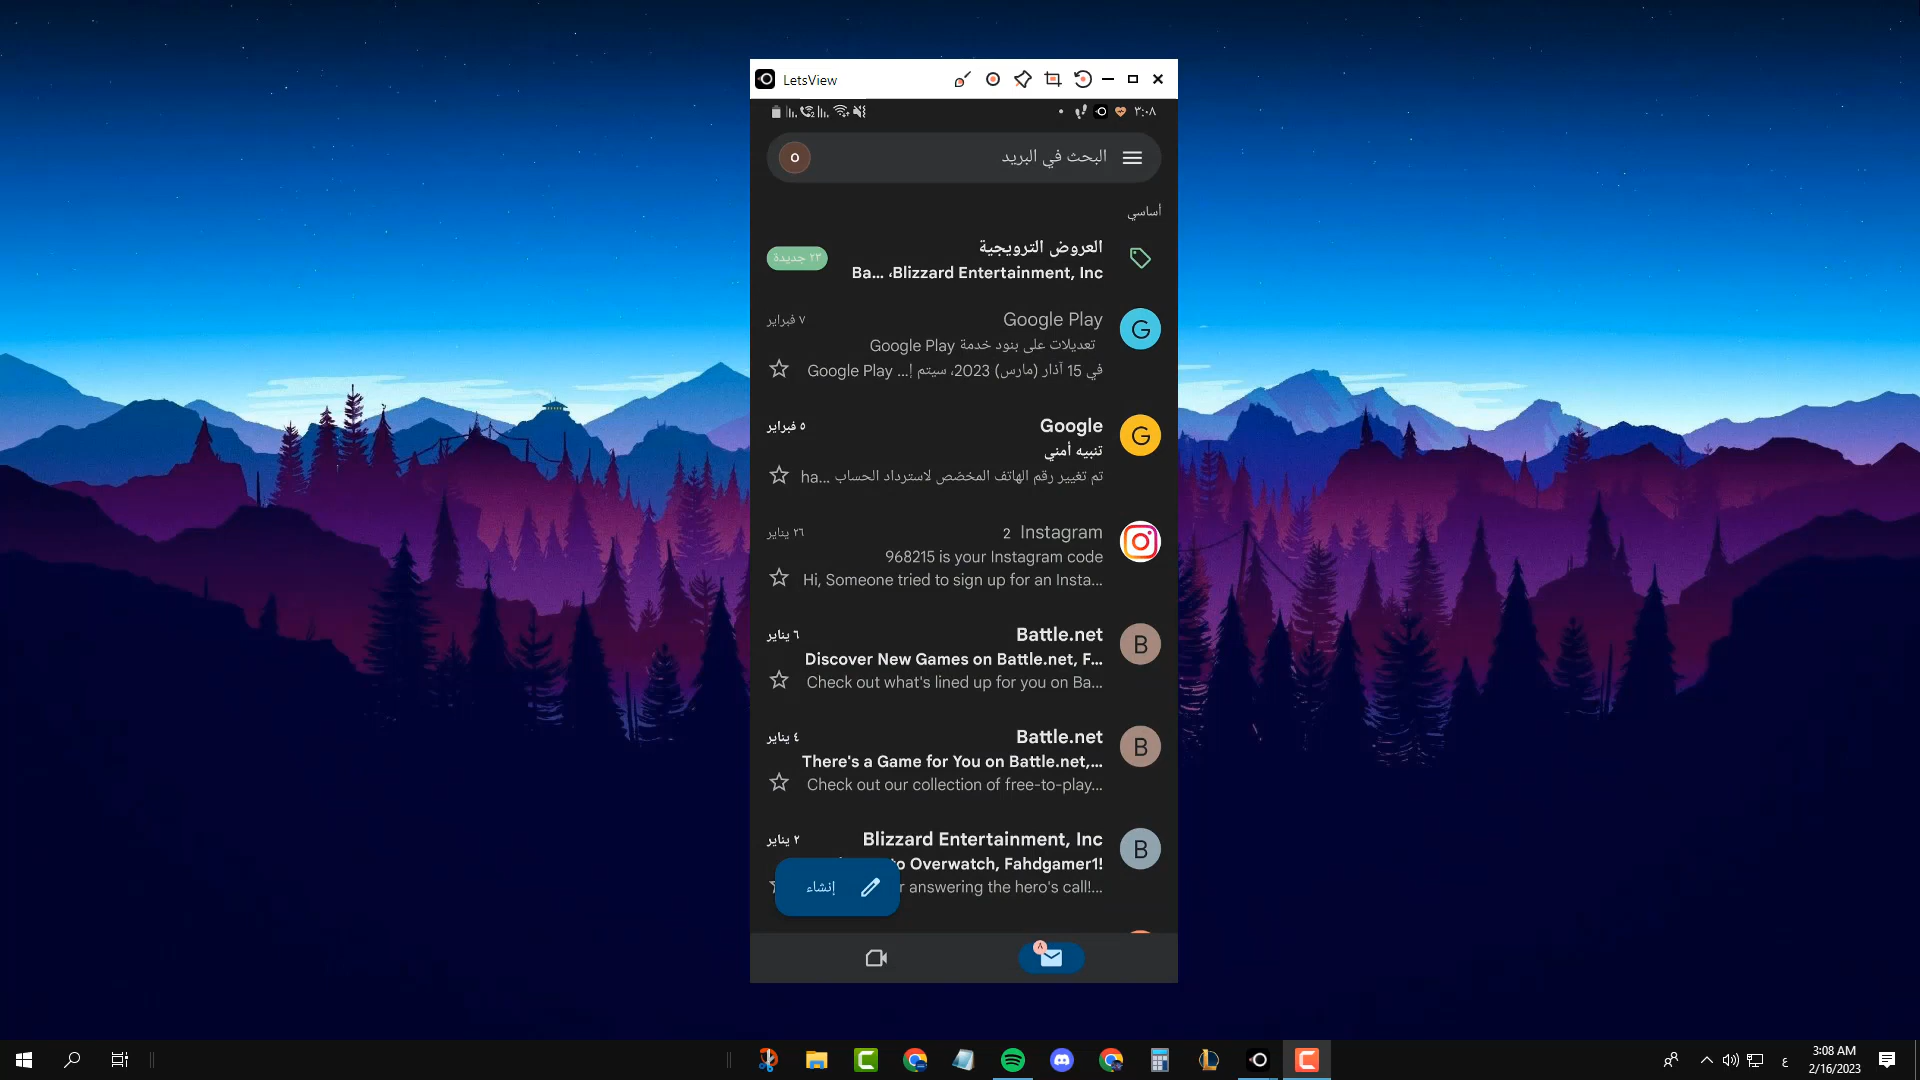 LetsView
٣:٠٨
البحث في البريد
O
أساسي
العروض الترويجية
٢٣ جديدة
Blizzard Entertainment, Inc، ...Ba
G
Google Play
٧ فبراير
تعديلات على بنود خدمة Google Play
في 15 آذار (مارس) 2023، سيتم إ... Google Play
G
Google
٥ فبراير
تنبيه أمني
تم تغيير رقم الهاتف المخصّص لاسترداد الحساب ...ha
Instagram 2
٢٦ يناير
968215 is your Instagram code
Hi, Someone tried to sign up for an Insta...
B
Battle.net
٦ يناير
Discover New Games on Battle.net, F...
Check out what's lined up for you on Ba...
B
Battle.net
٤ يناير
There's a Game for You on Battle.net,...
Check out our collection of free-to-play...
B
Blizzard Entertainment, Inc
٢ يناير
to Overwatch, Fahdgamer1!
answering the hero's call!...
إنشاء
٨
ع
3:08 AM
2/16/2023